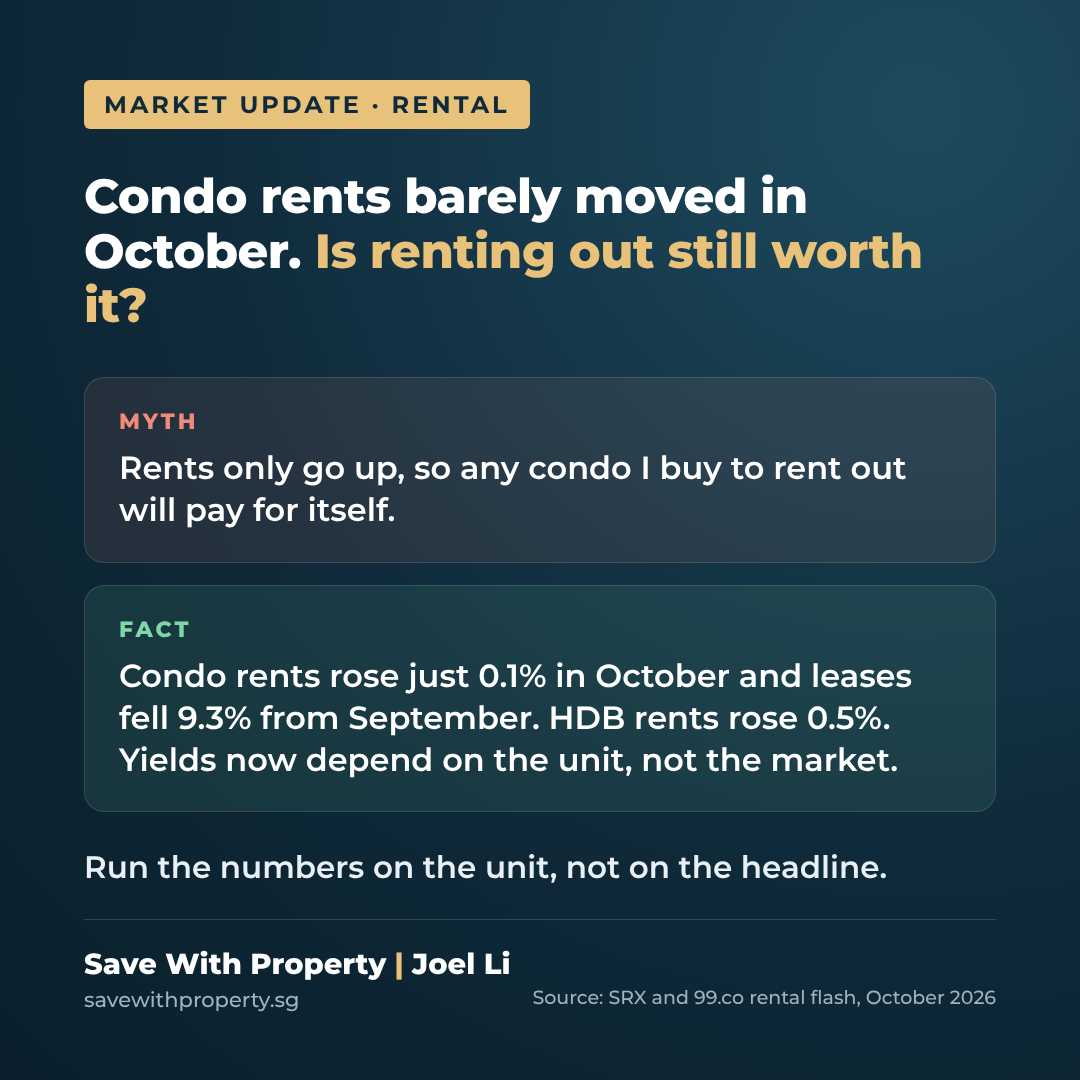 MARKET UPDATE · RENTAL
Condo rents barely moved in
October. Is renting out still worth
it?
MYTH
Rents only go up, so any condo I buy to rent out
will pay for itself.
FACT
Condo rents rose just 0.1% in October and leases
fell 9.3% from September. HDB rents rose 0.5%.
Yields now depend on the unit, not the market.
Run the numbers on the unit, not on the headline.
Save With Property | Joel Li
savewithproperty.sg
Source: SRX and 99.co rental flash, October 2026